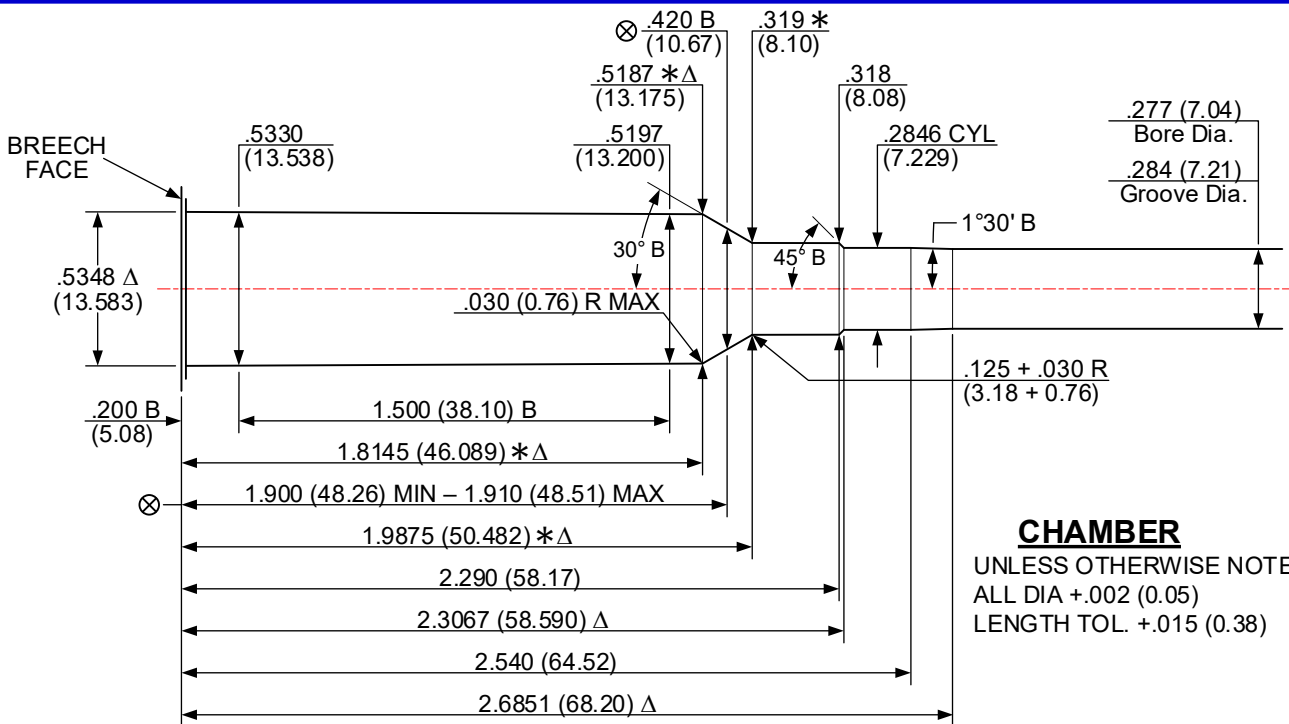 ⊗ .420 B
(10.67)
.319 *
(8.10)
.5187 *Δ
(13.175)
.318
(8.08)
.277 (7.04)
Bore Dia.
BREECH
FACE
.5330
(13.538)
.5197
(13.200)
.2846 CYL
(7.229)
.284 (7.21)
Groove Dia.
1°30' B
30° B
45° B
.5348 Δ
(13.583)
.030 (0.76) R MAX
.125 + .030 R
(3.18 + 0.76)
.200 B
(5.08)
1.500 (38.10) B
1.8145 (46.089) *Δ
⊗ 1.900 (48.26) MIN – 1.910 (48.51) MAX
1.9875 (50.482) *Δ
2.290 (58.17)
2.3067 (58.590) Δ
2.540 (64.52)
2.6851 (68.20) Δ
CHAMBER
UNLESS OTHERWISE NOTE
ALL DIA +.002 (0.05)
LENGTH TOL. +.015 (0.38)